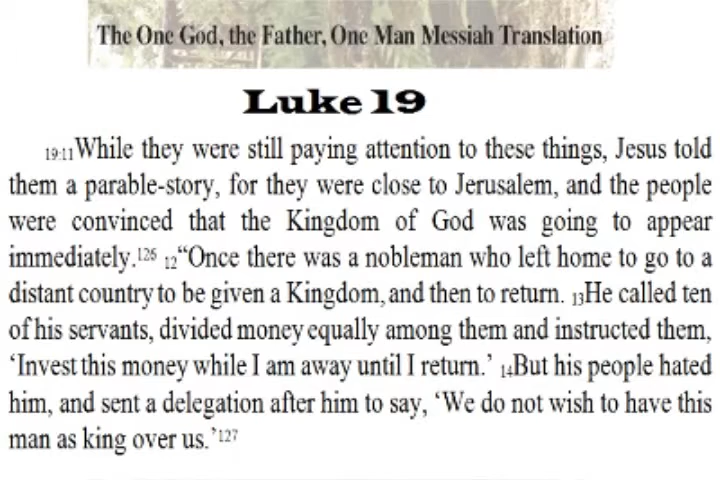 The One God, the Father, One Man Messiah Translation
Luke 19
19:11While they were still paying attention to these things, Jesus told
them a parable-story, for they were close to Jerusalem, and the people
were convinced that the Kingdom of God was going to appear
immediately.126 12“Once there was a nobleman who left home to go to a
distant country to be given a Kingdom, and then to return. 13He called ten
of his servants, divided money equally among them and instructed them,
‘Invest this money while I am away until I return.’ 14But his people hated
him, and sent a delegation after him to say, ‘We do not wish to have this
man as king over us.’127